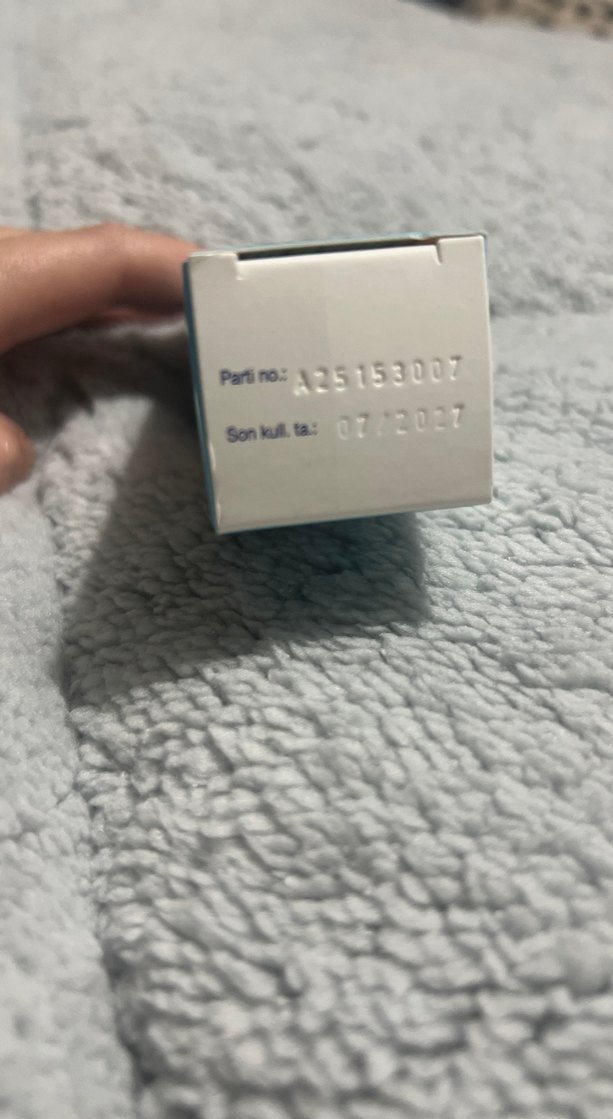 Parti no.: A25153007
Son kull. ta.: 07/2027